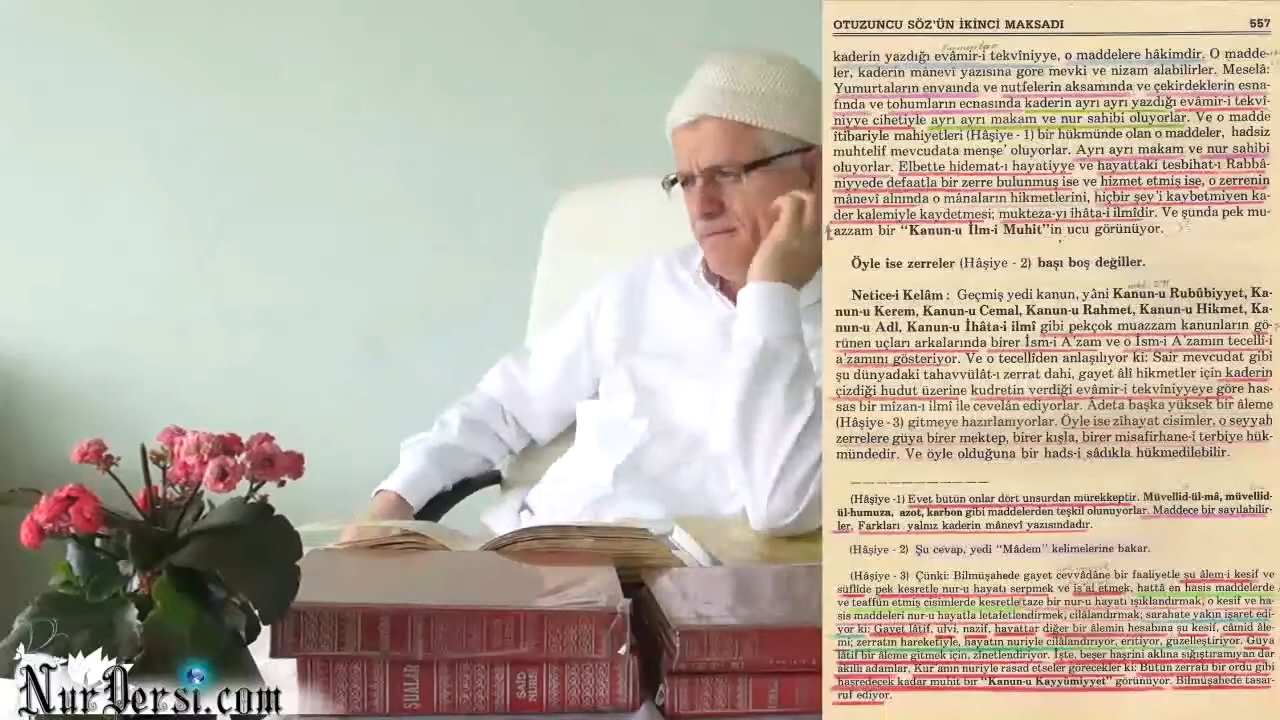 OTUZUNCU SÖZ'ÜN İKİNCİ MAKSADI 557
kaderin yazdığı evâmir-i tekvîniyye, o maddelere hâkimdir. O madde-
ler, kaderin mânevî yazısına göre mevki ve nizam alabilirler. Meselâ:
Yumurtaların envaında ve nutfelerin aksamında ve çekirdeklerin esna-
fında ve tohumların ecnasında kaderin ayrı ayrı yazdığı evâmir-i tekvî-
niyye cihetiyle ayrı ayrı makam ve nur sahibi oluyorlar. Ve o madde
itibariyle mahiyetleri (Hâşiye - 1) bir hükmünde olan o maddeler, hadsiz
muhtelif mevcudata menşe' oluyorlar. Ayrı ayrı makam ve nur sahibi
oluyorlar. Elbette hidemat-ı hayatiyye ve hayattaki tesbihat-ı Rabbâ-
niyyede defaatla bir zerre bulunmuş ise ve hizmet etmiş ise, o zerrenin
mânevî alnında o mânaların hikmetlerini, hiçbir şey'i kaybetmiyen ka-
der kalemiyle kaydetmesi; mukteza-yı ihâta-i ilmîdir. Ve şunda pek mu-
azzam bir "Kanun-u İlm-i Muhit"in ucu görünüyor.
Öyle ise zerreler (Hâşiye - 2) başı boş değiller.
Netice-i Kelâm : Geçmiş yedi kanun, yâni Kanun-u Rubûbiyyet, Ka-
nun-u Kerem, Kanun-u Cemal, Kanun-u Rahmet, Kanun-u Hikmet, Ka-
nun-u Adl, Kanun-u İhâta-i ilmî gibi pekçok muazzam kanunların gö-
rünen uçları arkalarında birer İsm-i A'zam ve o İsm-i A'zamın tecelli-i
a'zamını gösteriyor. Ve o tecelliden anlaşılıyor ki: Sair mevcudat gibi
şu dünyadaki tahavvülât-ı zerrat dahi, gayet âlî hikmetler için kaderin
çizdiği hudut üzerine kudretin verdiği evâmir-i tekvîniyyeye göre has-
sas bir mizan-ı ilmî ile cevelân ediyorlar. Adeta başka yüksek bir âleme
(Hâşiye - 3) gitmeye hazırlanıyorlar. Öyle ise zihayat cisimler, o seyyah
zerrelere güya birer mektep, birer kışla, birer misafirhane-i terbiye hük-
mündedir. Ve öyle olduğuna bir hads-i sâdıkla hükmedilebilir.
(Hâşiye -1) Evet bütün onlar dört unsurdan mürekkeptir. Müvellid-ül-mâ, müvellid-
ül-humuza, azot, karbon gibi maddelerden teşkil olunuyorlar. Maddece bir sayılabilir-
ler. Farkları yalnız kaderin mânevî yazısındadır.
(Hâşiye - 2) Şu cevap, yedi "Mâdem" kelimelerine bakar.
(Hâşiye - 3) Çünki: Bilmüşahede gayet cevvâdâne bir faaliyetle şu âlem-i kesif ve
süflîde pek kesretle nur-u hayatı serpmek ve iş'al etmek, hattâ en hasis maddelerde
ve teaffün etmiş cisimlerde kesretle taze bir nur-u hayatı ışıklandırmak, o kesif ve ha-
sis maddeleri nur-u hayatla letafetlendirmek, cilâlandırmak; sarahate yakın işaret edi-
yor ki: Gayet lâtif, ulvî, nazif, hayattar diğer bir âlemin hesabına şu kesif, câmid âle-
mi; zerratın hareketiyle, hayatın nuriyle cilâlandırıyor, eritiyor, güzelleştiriyor. Güya
lâtif bir âleme gitmek için, zinetlendiriyor. İşte, beşer haşrini aklına sığıştıramıyan dar
akıllı adamlar, Kur'anın nuriyle rasad etseler görecekler ki: Bütün zerratı bir ordu gibi
haşredecek kadar muhit bir "Kanun-u Kayyûmiyyet" görünüyor. Bilmüşahede tasar-
ruf ediyor.
ŞUALAR
SAİD
NURSİ
NurDersi.com